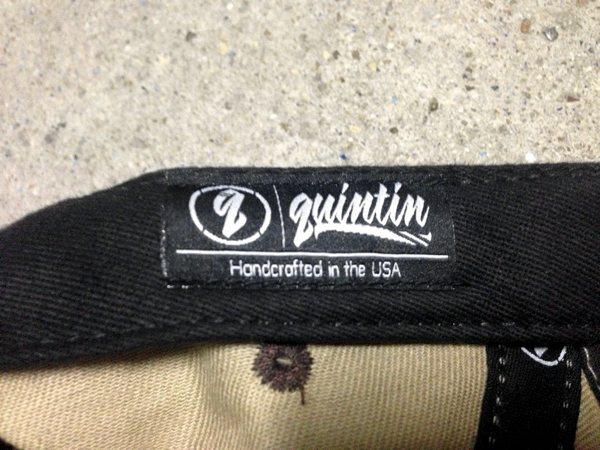 q quintin
Handcrafted in the USA